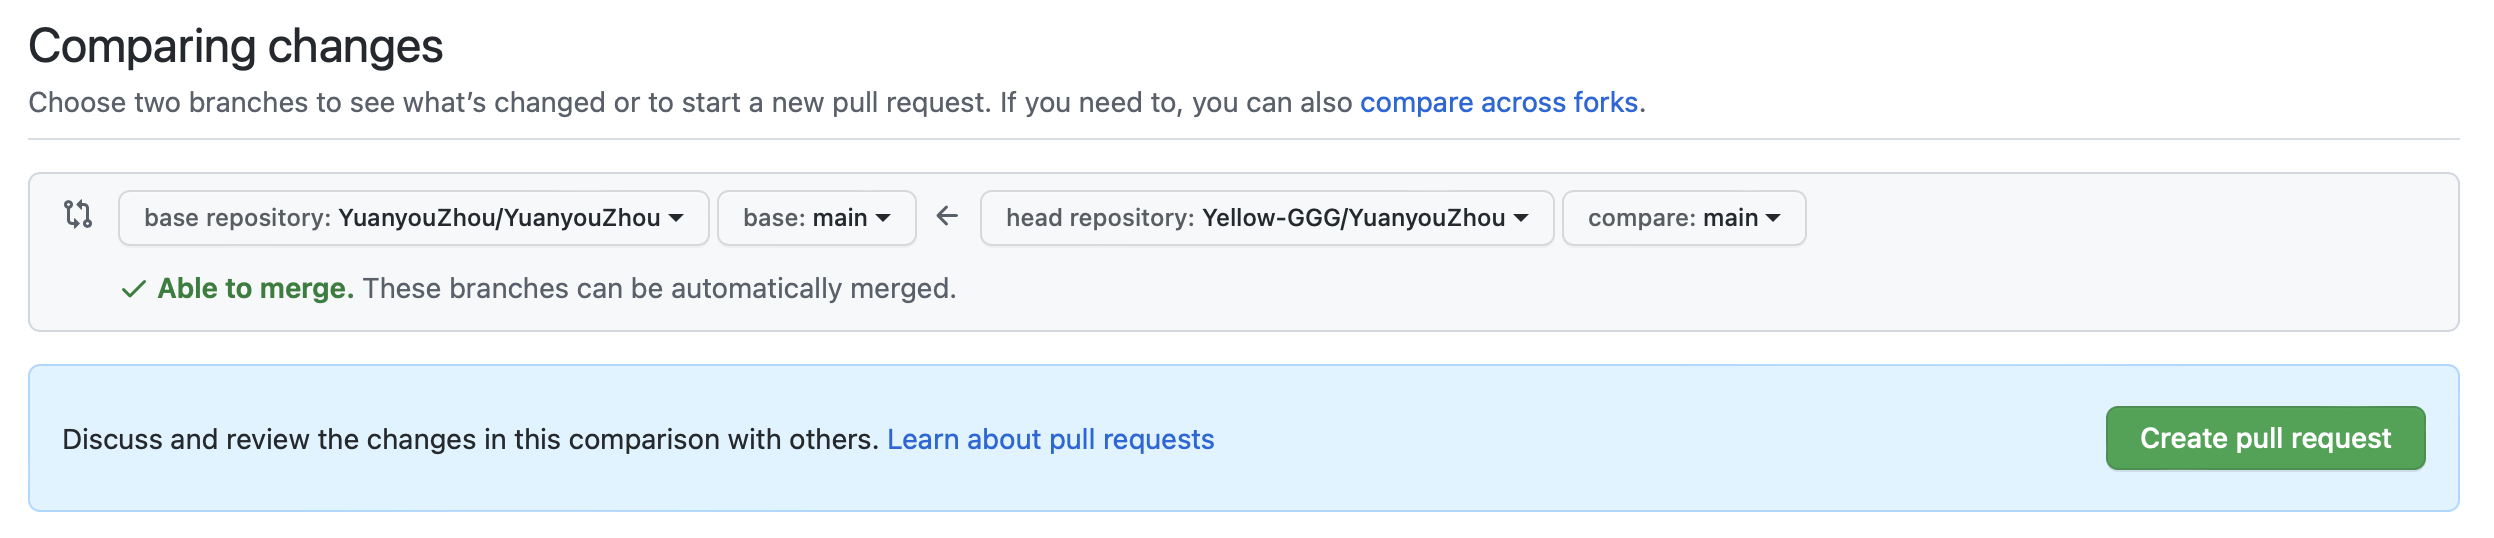 Comparing changes
Choose two branches to see what's changed or to start a new pull request. If you need to, you can also compare across forks.
base repository: YuanyouZhou/YuanyouZhou base: main head repository: Yellow-GGG/YuanyouZhou compare: main
Able to merge. These branches can be automatically merged.
Discuss and review the changes in this comparison with others. Learn about pull requests Create pull request